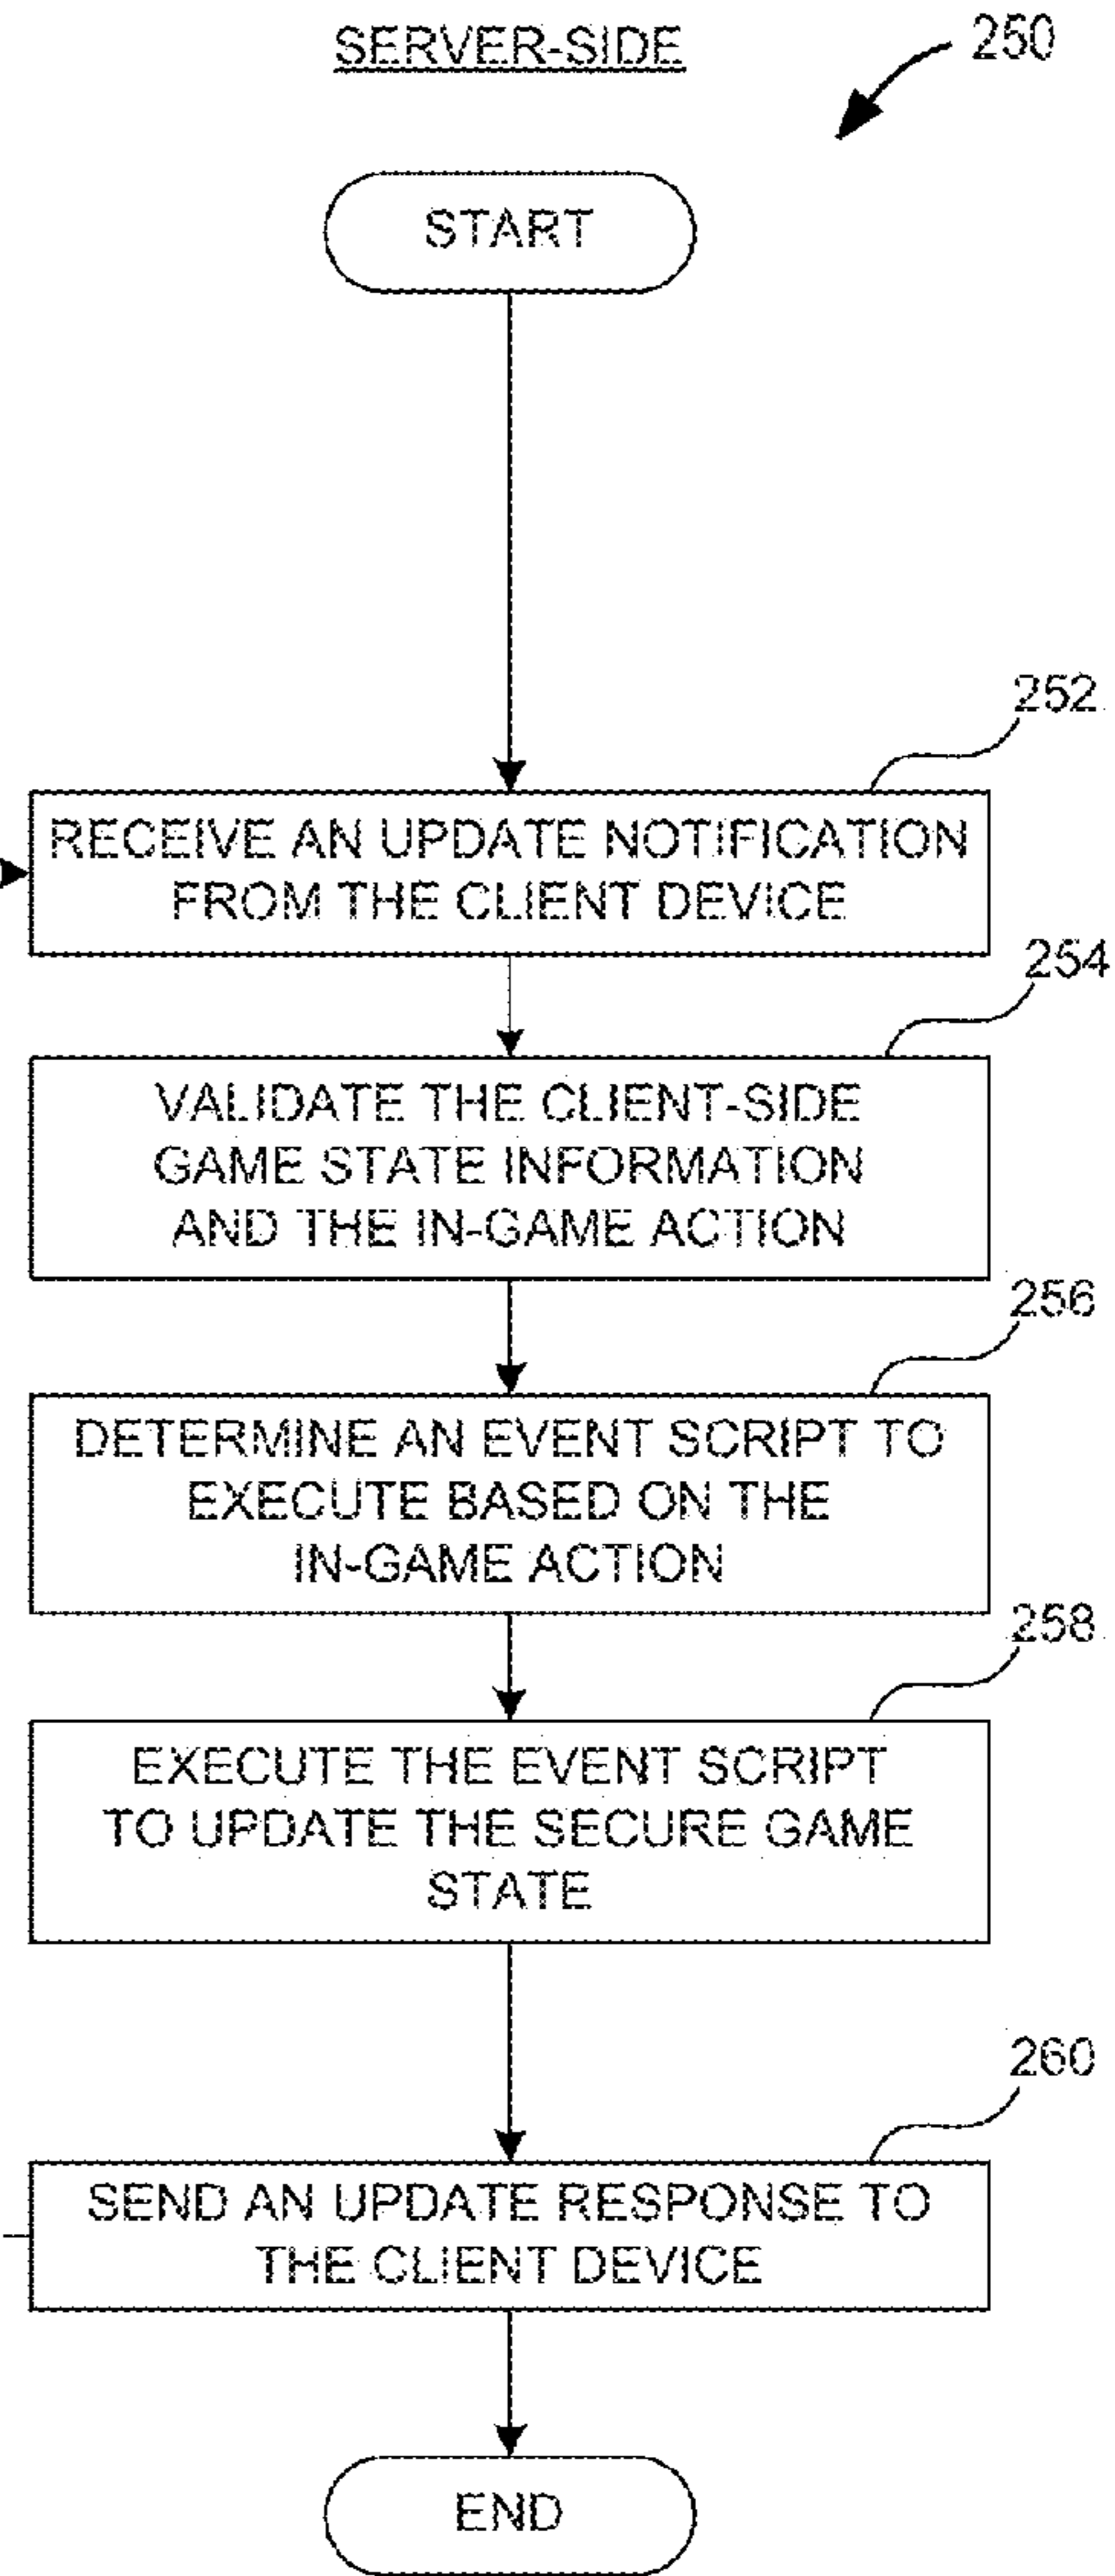 SERVER-SIDE
250
START
252
RECEIVE AN UPDATE NOTIFICATION
FROM THE CLIENT DEVICE
254
VALIDATE THE CLIENT-SIDE
GAME STATE INFORMATION
AND THE IN-GAME ACTION
256
DETERMINE AN EVENT SCRIPT TO
EXECUTE BASED ON THE
IN-GAME ACTION
258
EXECUTE THE EVENT SCRIPT
TO UPDATE THE SECURE GAME
STATE
260
SEND AN UPDATE RESPONSE TO
THE CLIENT DEVICE
END